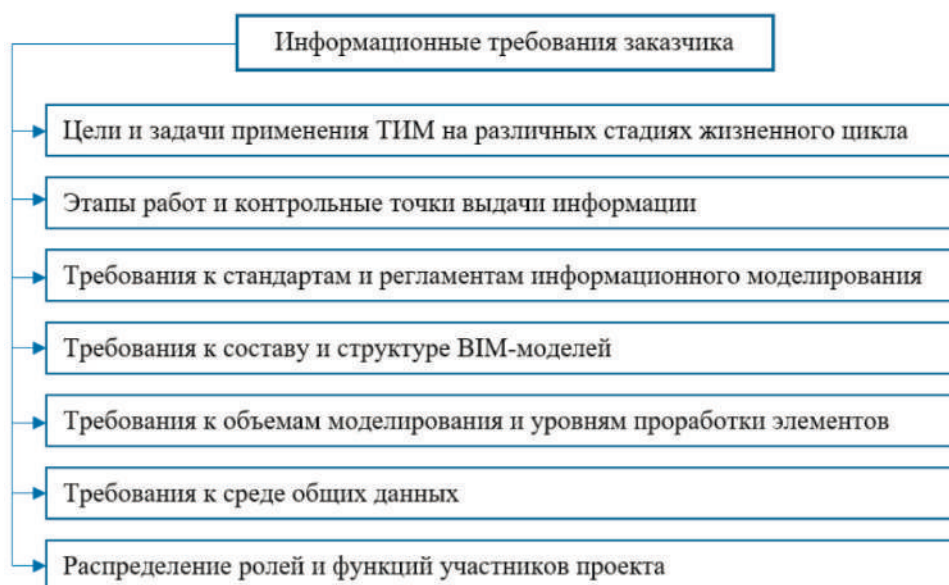 Информационные требования заказчика
Цели и задачи применения ТИМ на различных стадиях жизненного цикла
Этапы работ и контрольные точки выдачи информации
Требования к стандартам и регламентам информационного моделирования
Требования к составу и структуре BIM-моделей
Требования к объемам моделирования и уровням проработки элементов
Требования к среде общих данных
Распределение ролей и функций участников проекта